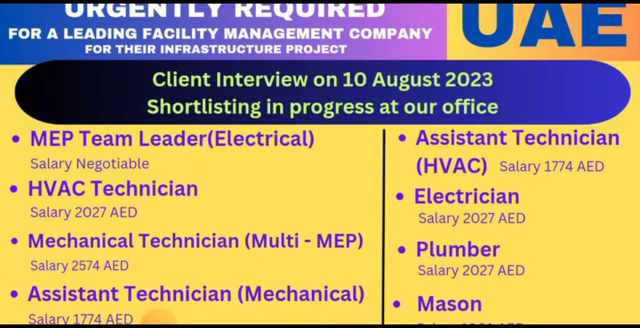 URGENTLY REQUIRED
FOR A LEADING FACILITY MANAGEMENT COMPANY
FOR THEIR INFRASTRUCTURE PROJECT
UAE
Client Interview on 10 August 2023
Shortlisting in progress at our office
• MEP Team Leader(Electrical)
Salary Negotiable
• HVAC Technician
Salary 2027 AED
• Mechanical Technician (Multi - MEP)
Salary 2574 AED
• Assistant Technician (Mechanical)
Salary 1774 AED
• Assistant Technician
(HVAC) Salary 1774 AED
• Electrician
Salary 2027 AED
• Plumber
Salary 2027 AED
• Mason